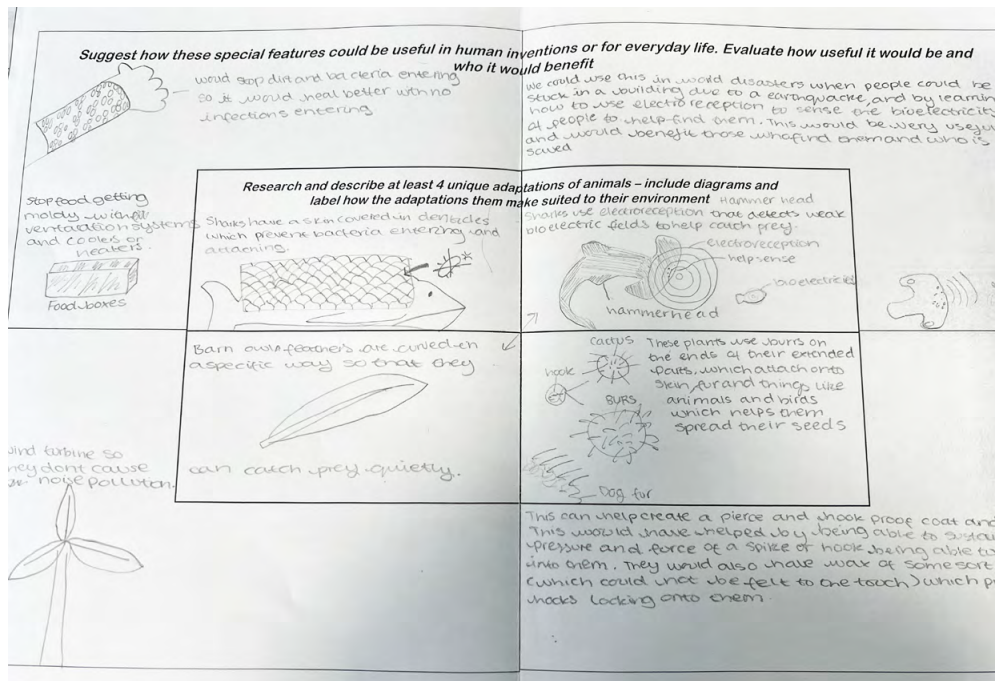 Suggest how these special features could be useful in human inventions or for everyday life. Evaluate how useful it would be and
who it would benefit
woud stop dirt and bacteria entering
so it would heal better with no
infections entering
we could use this in world disasters when people could be
stuck in a building due to a earthquacke, and by learnin
how to use electroreception to sense the bioelectricity
of people to help find them. This would be very useful
and would benefit those who find them and who is
saved
Stop food getting
moldy with
ventaration systems
and coolers or
heaters.
Food boxes
Research and describe at least 4 unique adaptations of animals – include diagrams and
label how the adaptations them make suited to their environment
Sharks have a skin covered in denticles
which prevent bacteria entering and
attaching.
Hammer head
Sharks use electroreception that detects weak
bioelectric fields to help catch prey.
electroreception
help sense
bioelectricity
hammerhead
Barn owls feathers are curved in
a specific way so that they
can catch prey quietly.
cactus
hook
BURS
Dog fur
These plants use burrs on
the ends of their extended
parts, which attach onto
skin, fur and things like
animals and birds
which helps them
spread their seeds
wind turbine so
they dont cause
noise pollution.
This can help create a pierce and hook proof coat and
This would have helped by being able to sustai
pressure and force of a spike or hook being able to
into them. They would also have wax of some sort
(which could not be felt to the touch) which p
hooks locking onto them.